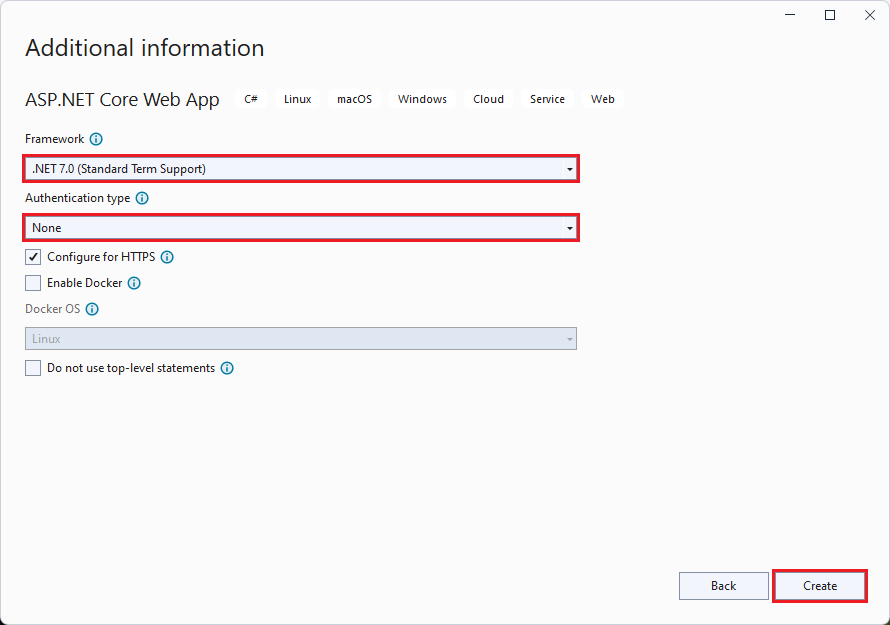 Additional information
ASP.NET Core Web App C# Linux macOS Windows Cloud Service Web
Framework
.NET 7.0 (Standard Term Support)
Authentication type
None
Configure for HTTPS
Enable Docker
Docker OS
Linux
Do not use top-level statements
Back Create